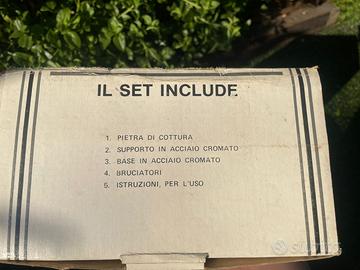 IL SET INCLUDE
1. PIETRA DI COTTURA
2. SUPPORTO IN ACCIAIO CROMATO
3. BASE IN ACCIAIO CROMATO
4. BRUCIATORI
5. ISTRUZIONI, PER L'USO
subito